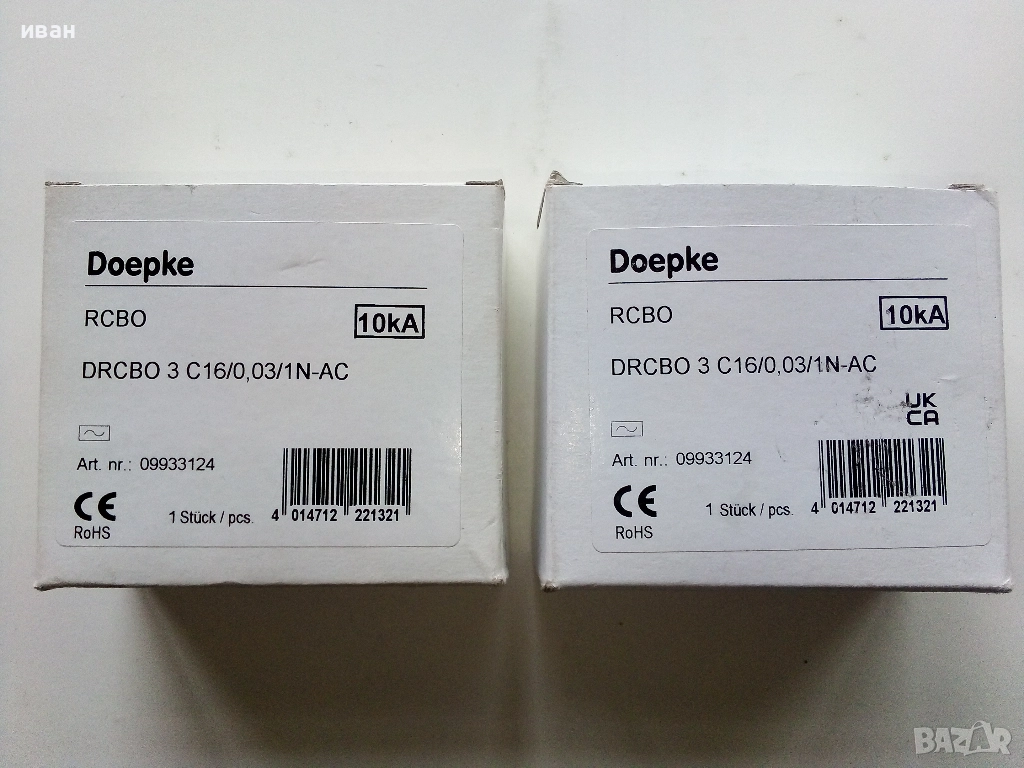 иван
Doepke
RCBO
10kA
DRCBO 3 C16/0,03/1N-AC
Art. nr.: 09933124
CE
RoHS
1 Stück / pcs.
4 014712 221321
Doepke
RCBO
10kA
DRCBO 3 C16/0,03/1N-AC
UK
CA
Art. nr.: 09933124
CE
RoHS
1 Stück / pcs.
4 014712 221321
BAZAR